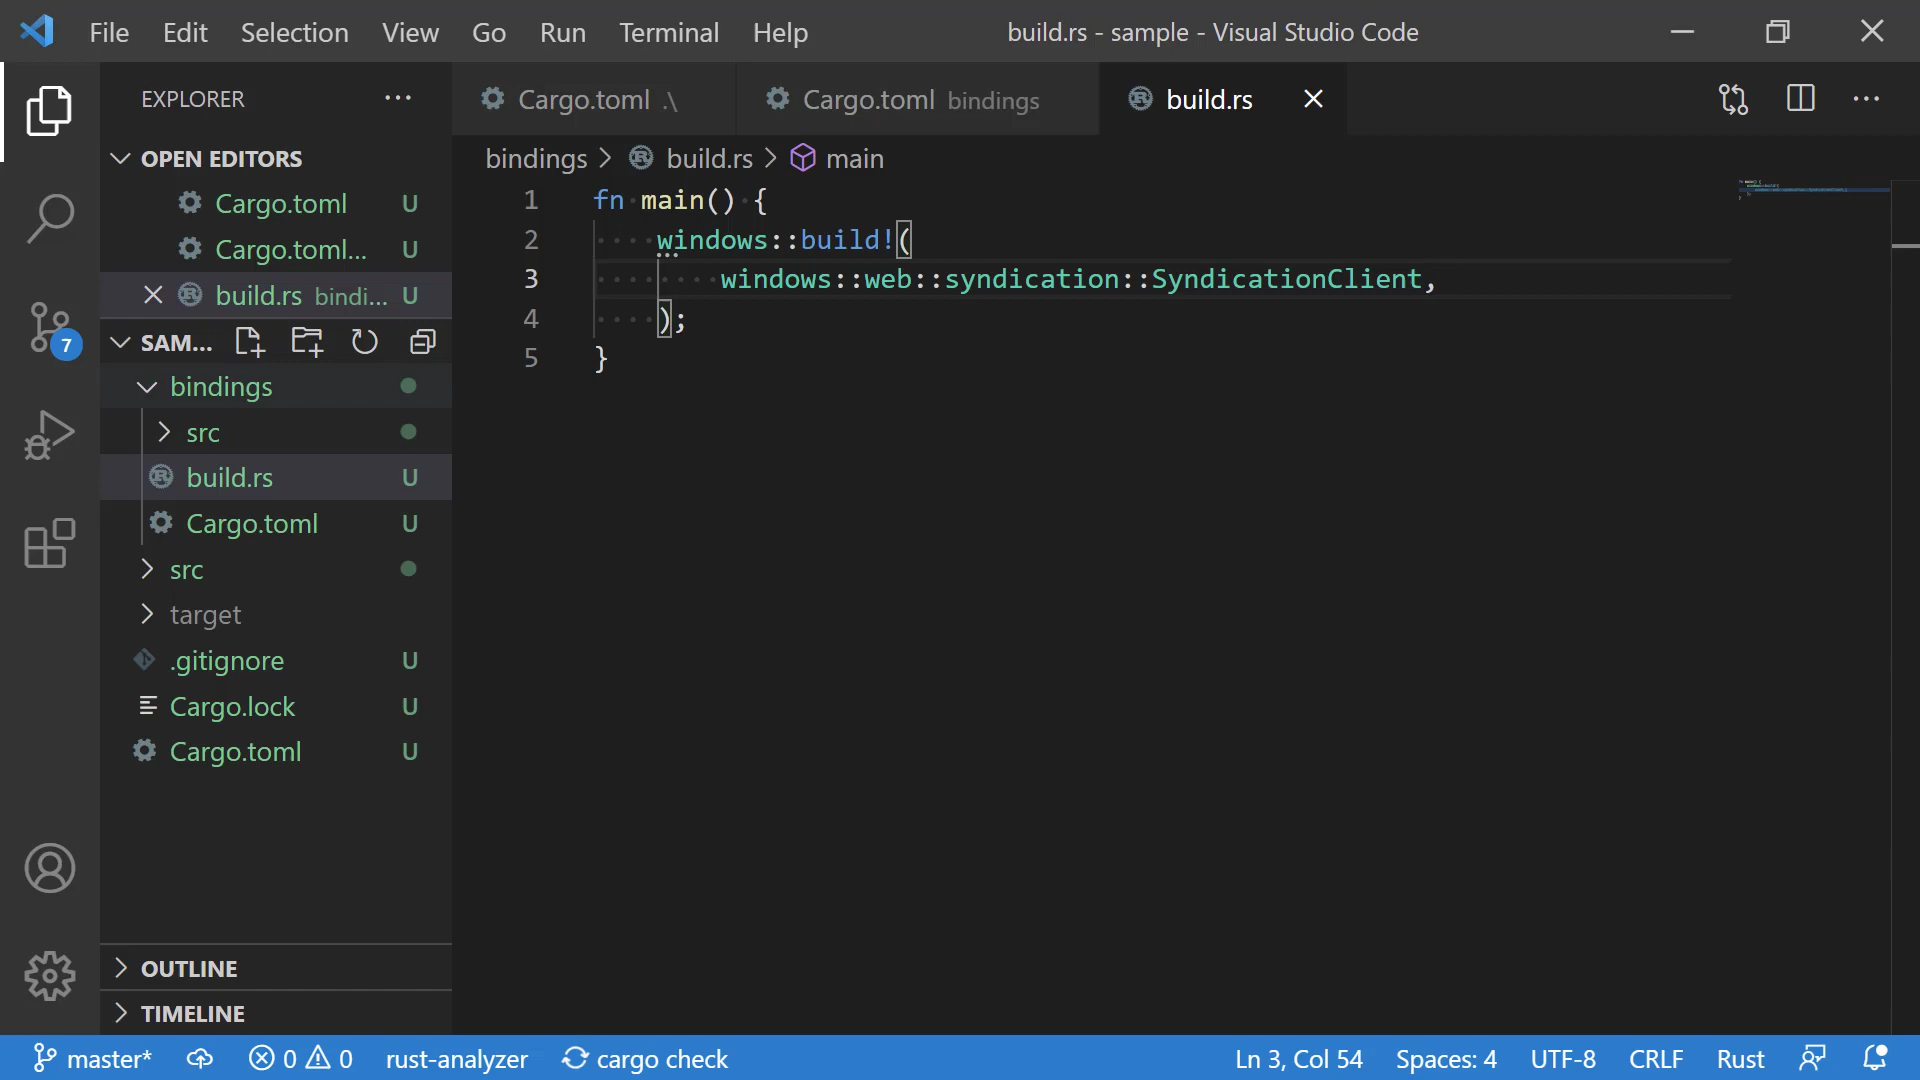 File Edit Selection View Go Run Terminal Help build.rs - sample - Visual Studio Code
EXPLORER
OPEN EDITORS
Cargo.toml U
Cargo.toml... U
build.rs bindi... U
SAM...
7
bindings
src
build.rs U
Cargo.toml U
src
target
.gitignore U
Cargo.lock U
Cargo.toml U
OUTLINE
TIMELINE
Cargo.toml .\ Cargo.toml bindings build.rs
bindings > build.rs > main
1 fn main() {
2 windows::build!(
3 windows::web::syndication::SyndicationClient,
4 );
5 }
master* 0 0 rust-analyzer cargo check Ln 3, Col 54 Spaces: 4 UTF-8 CRLF Rust